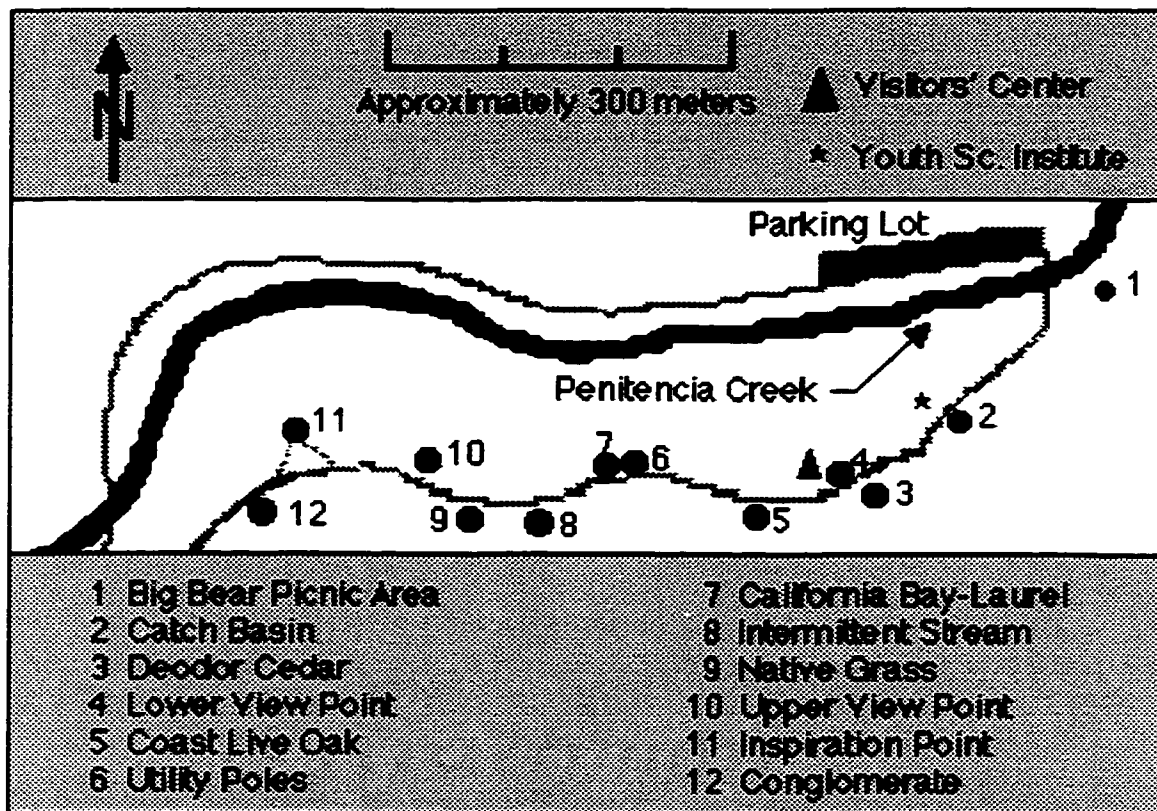 N
Approximately 300 meters
Visitors' Center
* Youth Sc. Institute
Parking Lot
1
Penitencia Creek
2
11
10
7
6
4
3
12
9
8
5
1 Big Bear Picnic Area
2 Catch Basin
3 Deodor Cedar
4 Lower View Point
5 Coast Live Oak
6 Utility Poles
7 California Bay-Laurel
8 Intermittent Stream
9 Native Grass
10 Upper View Point
11 Inspiration Point
12 Conglomerate